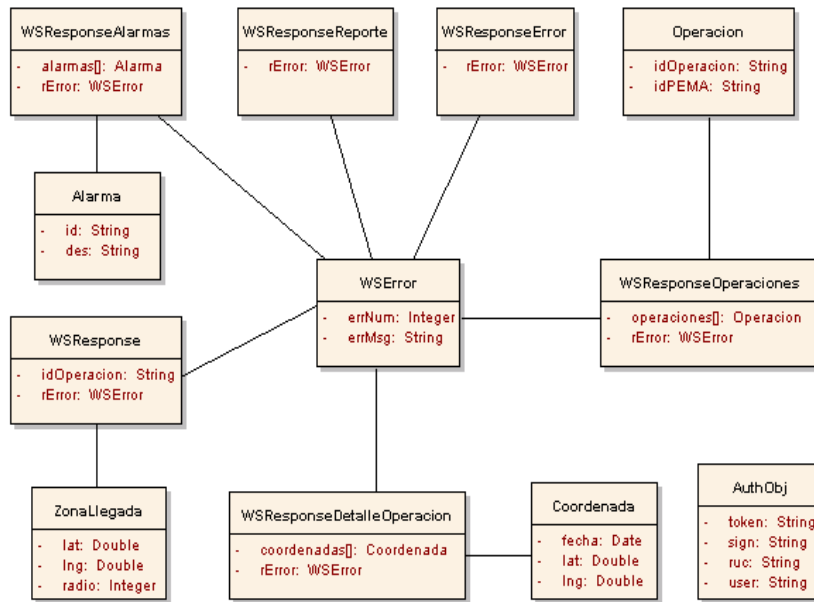 WSResponseAlarmas
- alarmas[]: Alarma
- rError: WSError
WSResponseReporte
- rError: WSError
WSResponseError
- rError: WSError
Operacion
- idOperacion: String
- idPEMA: String
Alarma
- id: String
- des: String
WSError
- errNum: Integer
- errMsg: String
WSResponseOperaciones
- operaciones[]: Operacion
- rError: WSError
WSResponse
- idOperacion: String
- rError: WSError
ZonaLlegada
- lat: Double
- lng: Double
- radio: Integer
WSResponseDetalleOperacion
- coordenadas[]: Coordenada
- rError: WSError
Coordenada
- fecha: Date
- lat: Double
- lng: Double
AuthObj
- token: String
- sign: String
- ruc: String
- user: String